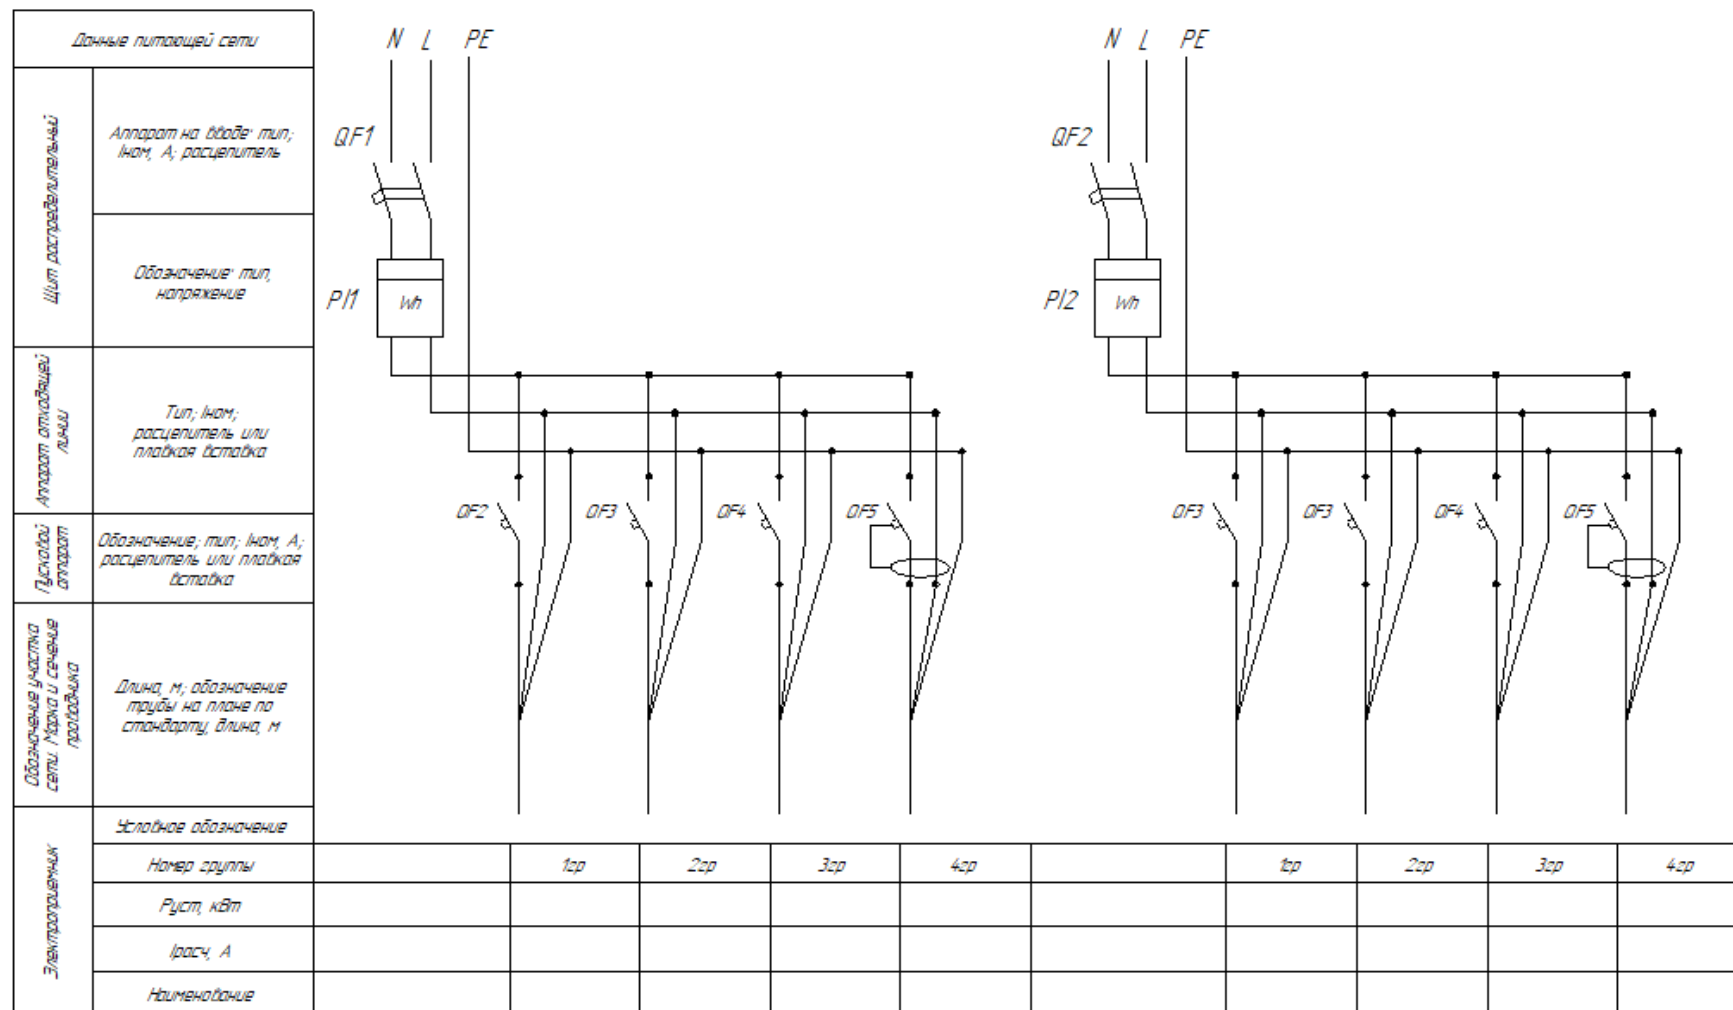 Данные питающей сети
Щит распределительный
Аппарат на вводе: тип;
Iном, А; расцепитель
Обозначение: тип,
напряжение
Аппарат отходящей
линии
Тип; Iном;
расцепитель или
плавкая вставка
Пусковой
аппарат
Обозначение; тип; Iном, А;
расцепитель или плавкая
вставка
Обозначение участка
сети. Марка и сечение
проводника
Длина, м; обозначение
трубы на плане по
стандарту, длина, м
Электроприемник
Условное обозначение
Номер группы
Руст, кВт
Iрасч, А
Наименование
N L PE
QF1
PI1
Wh
QF2
QF3
QF4
QF5
1гр
2гр
3гр
4гр
N L PE
QF2
PI2
Wh
QF3
QF3
QF4
QF5
1гр
2гр
3гр
4гр